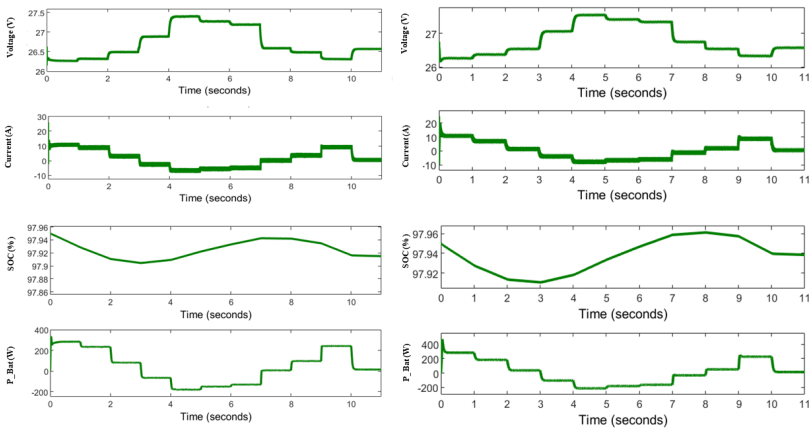 Voltage (V)
27.5
27
26.5
26
0 2 4 6 8 10
Time (seconds)
Current (A)
30
20
10
0
-10
0 2 4 6 8 10
Time (seconds)
SOC (%)
97.96
97.94
97.92
97.9
97.88
97.86
0 2 4 6 8 10
Time (seconds)
P_Bat (W)
400
200
0
-200
0 2 4 6 8 10
Time (seconds)
Voltage (V)
27
26
0 1 2 3 4 5 6 7 8 9 10 11
Time (seconds)
Current (A)
20
10
0
-10
0 1 2 3 4 5 6 7 8 9 10 11
Time (seconds)
SOC (%)
97.96
97.94
97.92
0 1 2 3 4 5 6 7 8 9 10 11
Time (seconds)
P_Bat (W)
400
200
0
-200
0 1 2 3 4 5 6 7 8 9 10 11
Time (seconds)